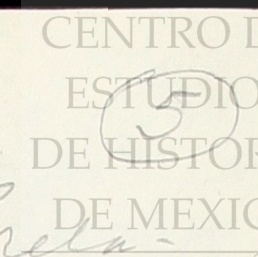 CENTRO D
ESTUDIO
5
DE HISTOR
DE MEXIC